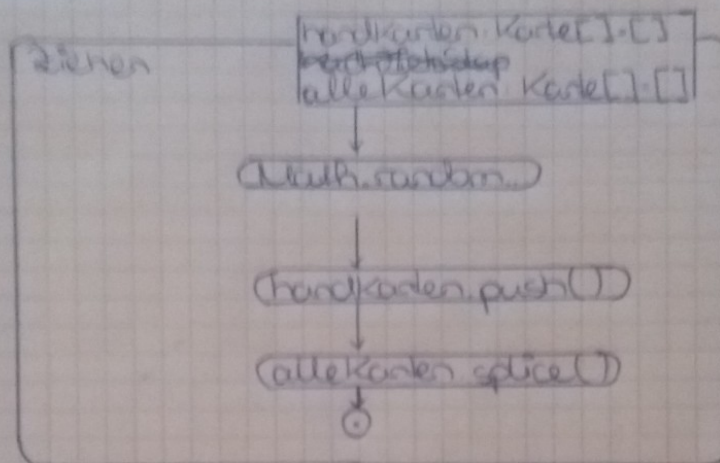 handkarten: Karte[]=[]
ziehen
alleKarten: Karte[]=[]
Math.random
handkarten.push()
alleKarten.splice()